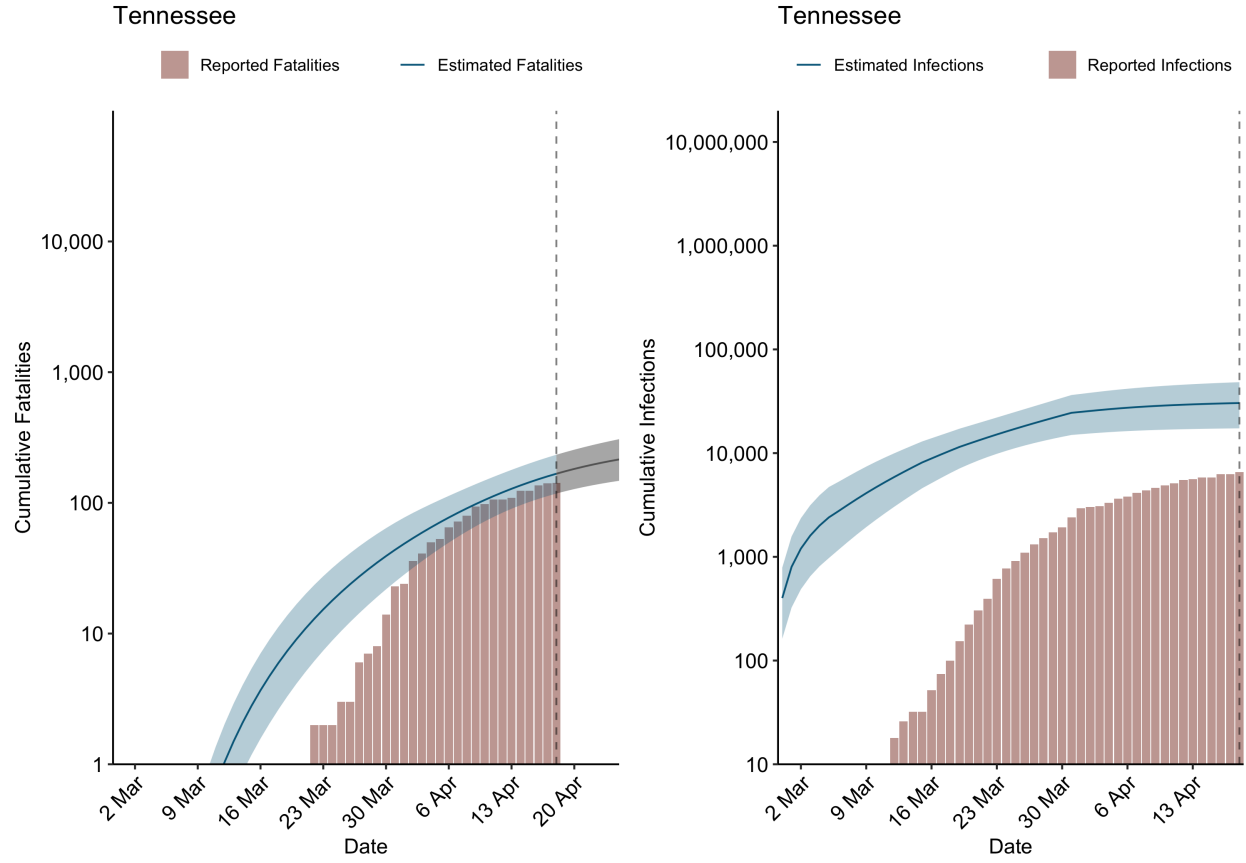 Tennessee
Reported Fatalities
Estimated Fatalities
Cumulative Fatalities
10,000
1,000
100
10
1
2 Mar
9 Mar
16 Mar
23 Mar
30 Mar
6 Apr
13 Apr
20 Apr
Date
Tennessee
Estimated Infections
Reported Infections
Cumulative Infections
10,000,000
1,000,000
100,000
10,000
1,000
100
10
2 Mar
9 Mar
16 Mar
23 Mar
30 Mar
6 Apr
13 Apr
Date